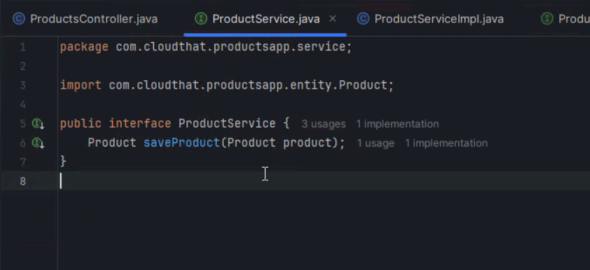 ProductsController.java ProductService.java × ProductServiceImpl.java Produ
1 package com.cloudthat.productsapp.service;
2
3 import com.cloudthat.productsapp.entity.Product;
4
5 public interface ProductService { 3 usages 1 implementation
6 Product saveProduct(Product product); 1 usage 1 implementation
7 }
8